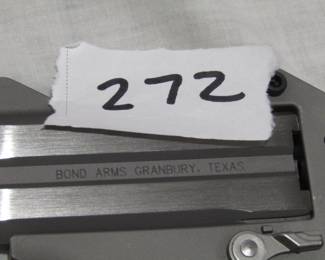 272
BOND ARMS GRANBURY, TEXAS